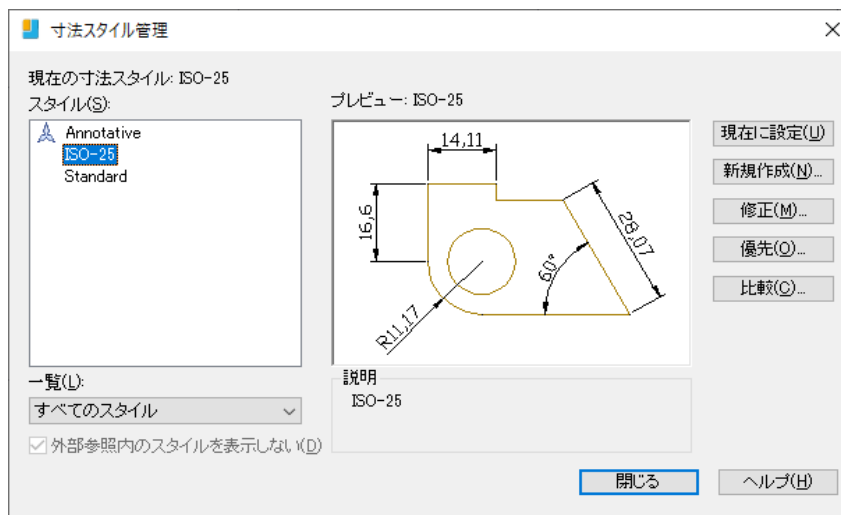 寸法スタイル管理
現在の寸法スタイル: ISO-25
スタイル(S):
Annotative
ISO-25
Standard
プレビュー: ISO-25
14,11
16,6
28,07
60°
R11,17
現在に設定(U)
新規作成(N)...
修正(M)...
優先(O)...
比較(C)...
一覧(L):
すべてのスタイル
外部参照内のスタイルを表示しない(D)
説明
ISO-25
閉じる
ヘルプ(H)